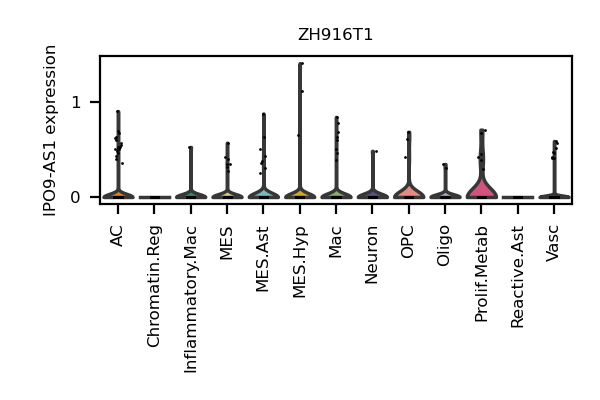 ZH916T1
IPO9-AS1 expression
1
0
AC
Chromatin.Reg
Inflammatory.Mac
MES
MES.Ast
MES.Hyp
Mac
Neuron
OPC
Oligo
Prolif.Metab
Reactive.Ast
Vasc